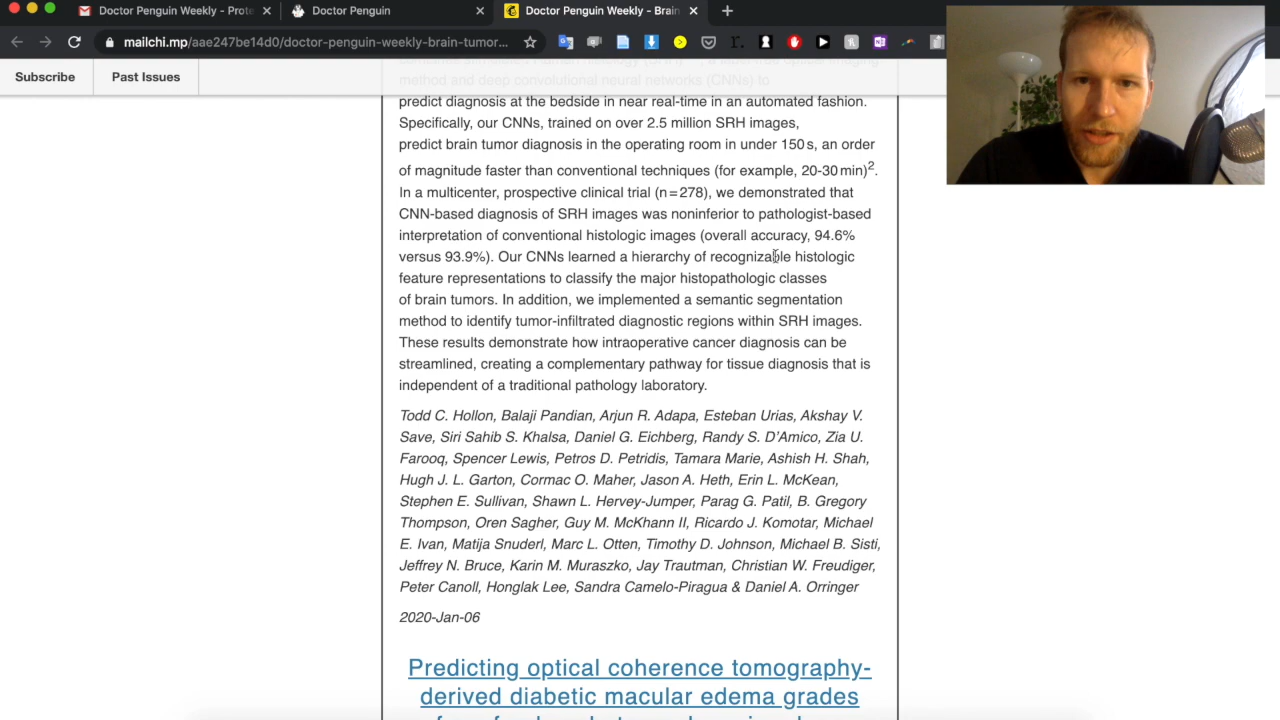 Doctor Penguin Weekly - Prote
Doctor Penguin
Doctor Penguin Weekly - Brain
mailchi.mp/aae247be14d0/doctor-penguin-weekly-brain-tumor...
Subscribe
Past Issues
method and deep convolutional neural networks (CNNs) to
predict diagnosis at the bedside in near real-time in an automated fashion.
Specifically, our CNNs, trained on over 2.5 million SRH images,
predict brain tumor diagnosis in the operating room in under 150 s, an order
of magnitude faster than conventional techniques (for example, 20-30 min)2.
In a multicenter, prospective clinical trial (n = 278), we demonstrated that
CNN-based diagnosis of SRH images was noninferior to pathologist-based
interpretation of conventional histologic images (overall accuracy, 94.6%
versus 93.9%). Our CNNs learned a hierarchy of recognizable histologic
feature representations to classify the major histopathologic classes
of brain tumors. In addition, we implemented a semantic segmentation
method to identify tumor-infiltrated diagnostic regions within SRH images.
These results demonstrate how intraoperative cancer diagnosis can be
streamlined, creating a complementary pathway for tissue diagnosis that is
independent of a traditional pathology laboratory.
Todd C. Hollon, Balaji Pandian, Arjun R. Adapa, Esteban Urias, Akshay V.
Save, Siri Sahib S. Khalsa, Daniel G. Eichberg, Randy S. D'Amico, Zia U.
Farooq, Spencer Lewis, Petros D. Petridis, Tamara Marie, Ashish H. Shah,
Hugh J. L. Garton, Cormac O. Maher, Jason A. Heth, Erin L. McKean,
Stephen E. Sullivan, Shawn L. Hervey-Jumper, Parag G. Patil, B. Gregory
Thompson, Oren Sagher, Guy M. McKhann II, Ricardo J. Komotar, Michael
E. Ivan, Matija Snuderl, Marc L. Otten, Timothy D. Johnson, Michael B. Sisti,
Jeffrey N. Bruce, Karin M. Muraszko, Jay Trautman, Christian W. Freudiger,
Peter Canoll, Honglak Lee, Sandra Camelo-Piragua & Daniel A. Orringer
2020-Jan-06
Predicting optical coherence tomography-
derived diabetic macular edema grades